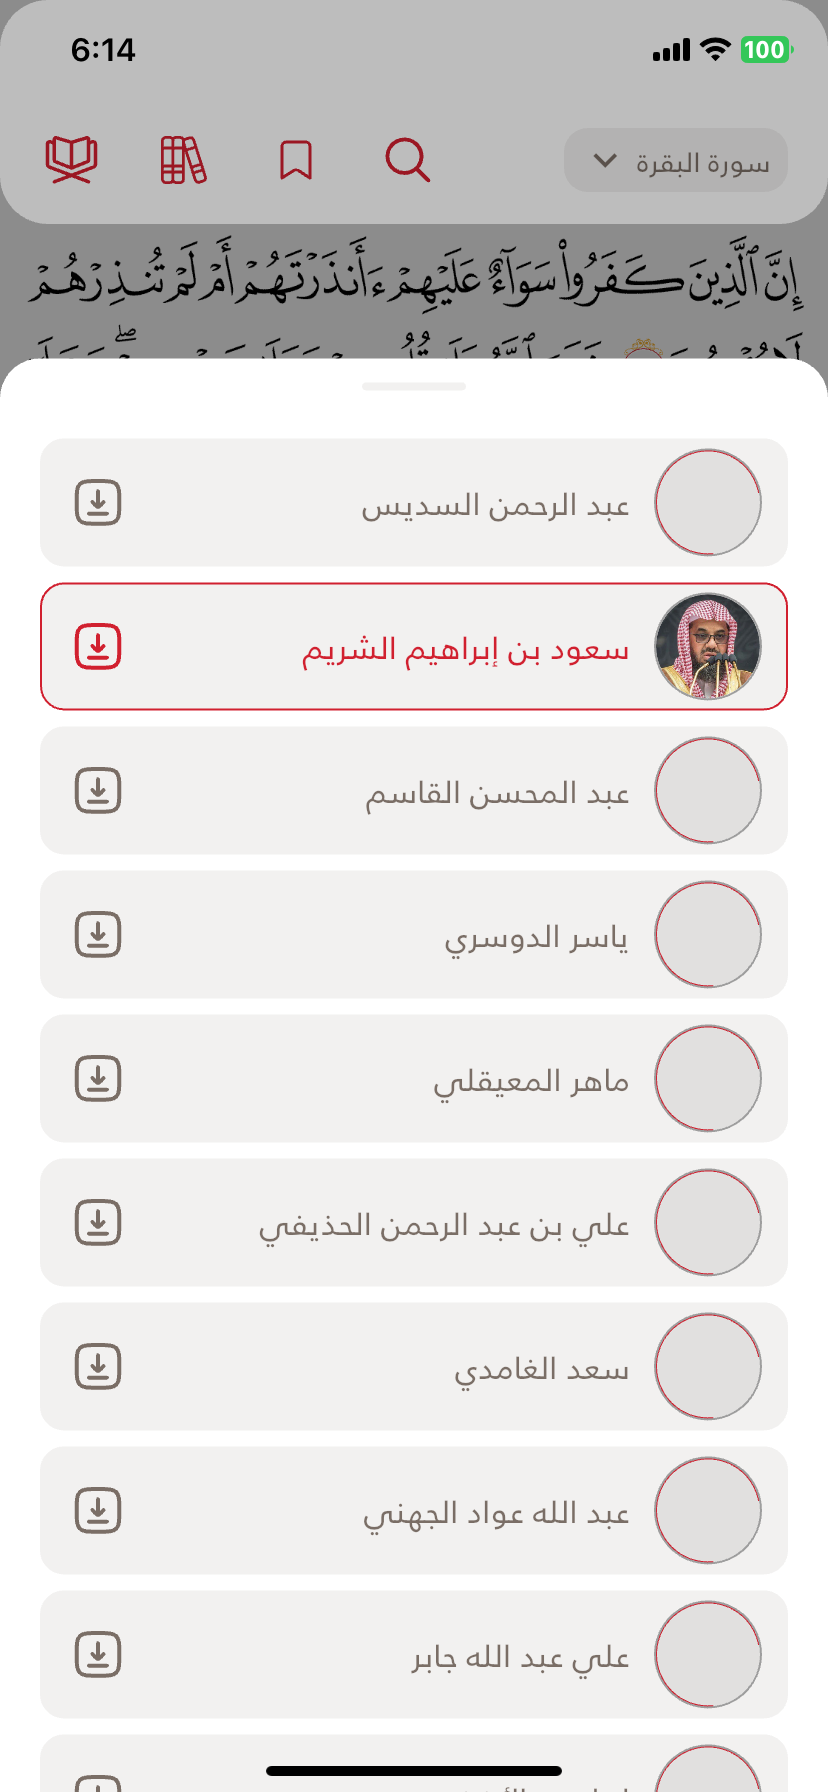 6:14
100
سورة البقرة
إِنَّ ٱلَّذِينَ كَفَرُوا۟ سَوَآءٌ عَلَيْهِمْ ءَأَنذَرْتَهُمْ أَمْ لَمْ تُنذِرْهُمْ
عبد الرحمن السديس
سعود بن إبراهيم الشريم
عبد المحسن القاسم
ياسر الدوسري
ماهر المعيقلي
علي بن عبد الرحمن الحذيفي
سعد الغامدي
عبد الله عواد الجهني
علي عبد الله جابر